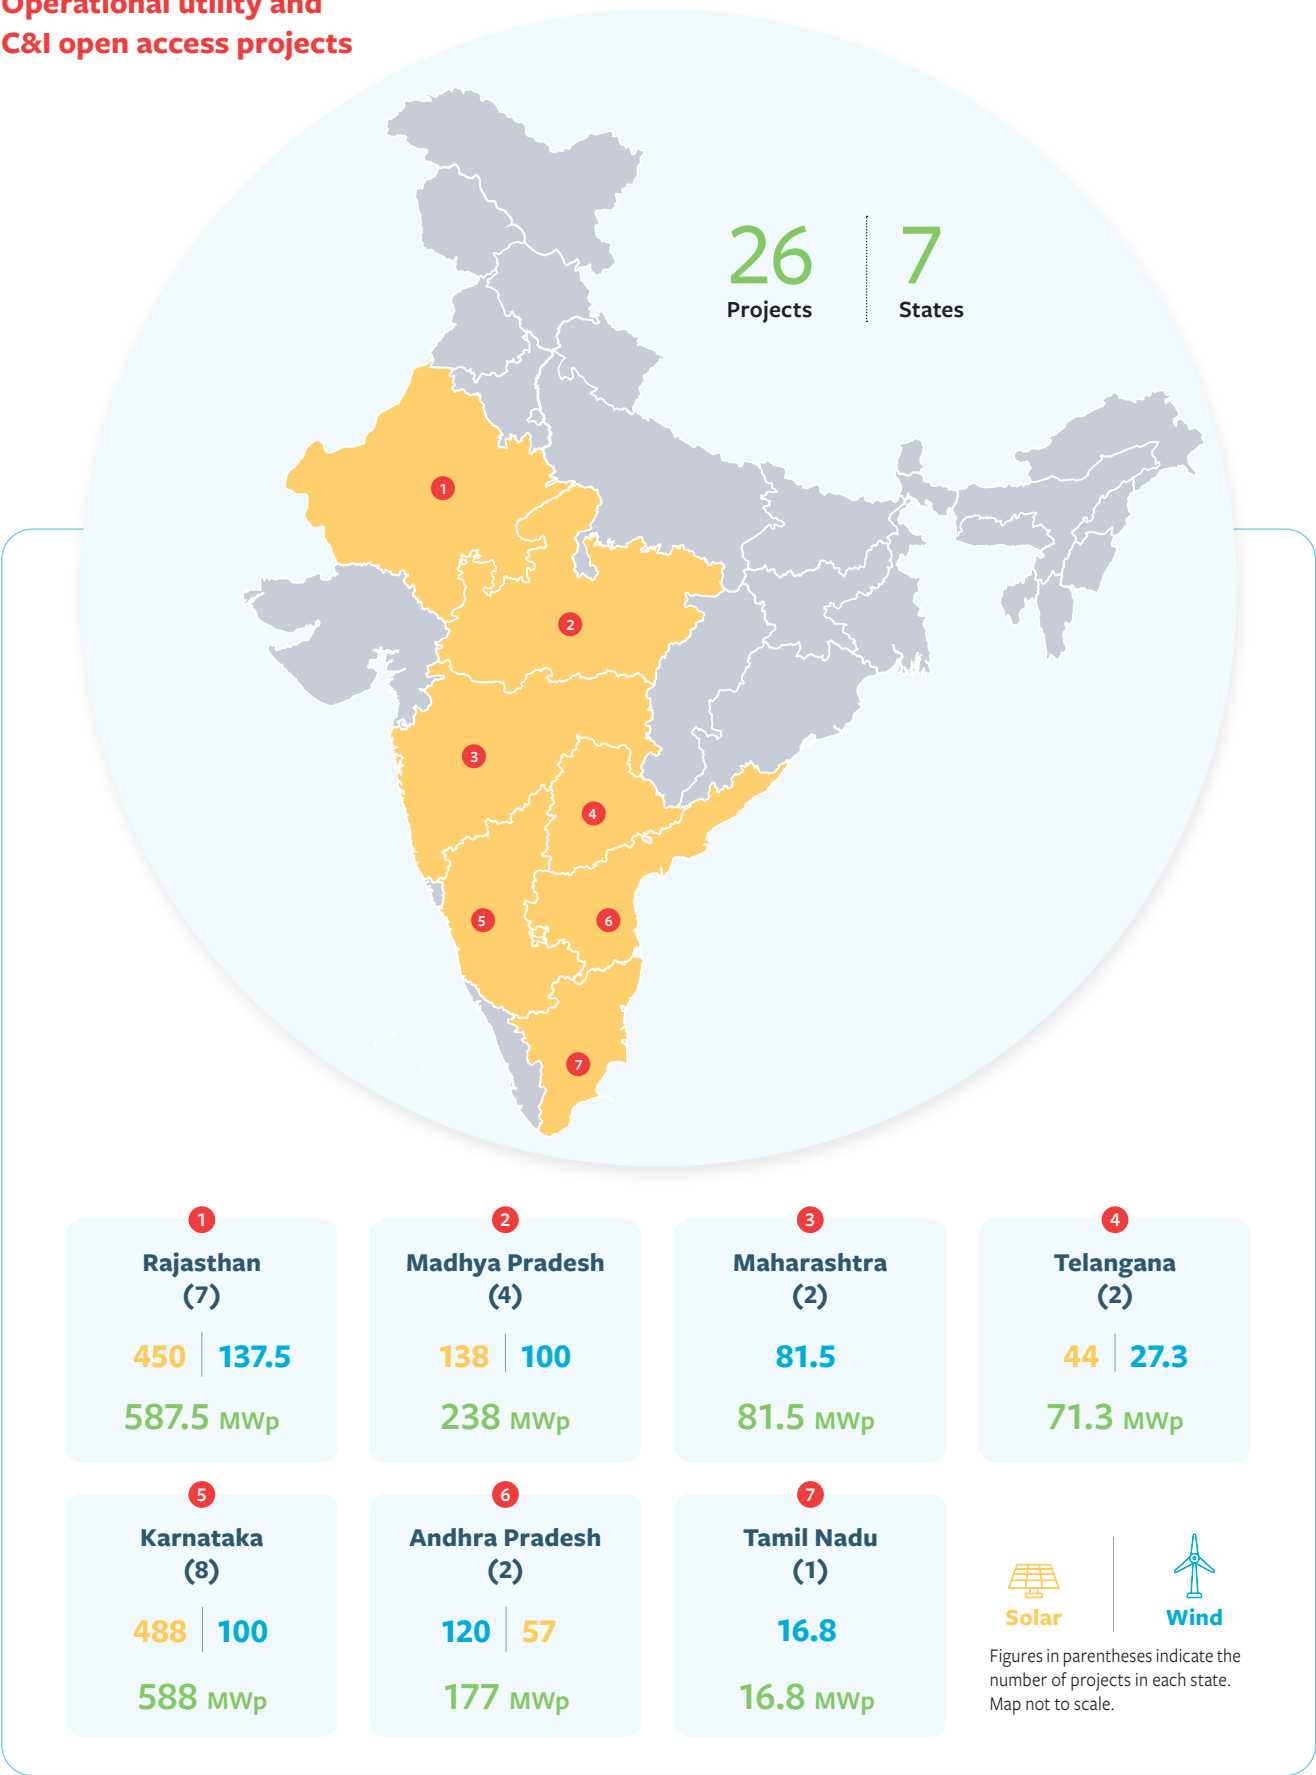 Operational utility and
C&I open access projects
26
Projects
7
States
1
2
3
4
5
6
7
1
Rajasthan
(7)
450 137.5
587.5 MWp
2
Madhya Pradesh
(4)
138 100
238 MWp
3
Maharashtra
(2)
81.5
81.5 MWp
4
Telangana
(2)
44 27.3
71.3 MWp
5
Karnataka
(8)
488 100
588 MWp
6
Andhra Pradesh
(2)
120 57
177 MWp
7
Tamil Nadu
(1)
16.8
16.8 MWp
Solar
Wind
Figures in parentheses indicate the
number of projects in each state.
Map not to scale.